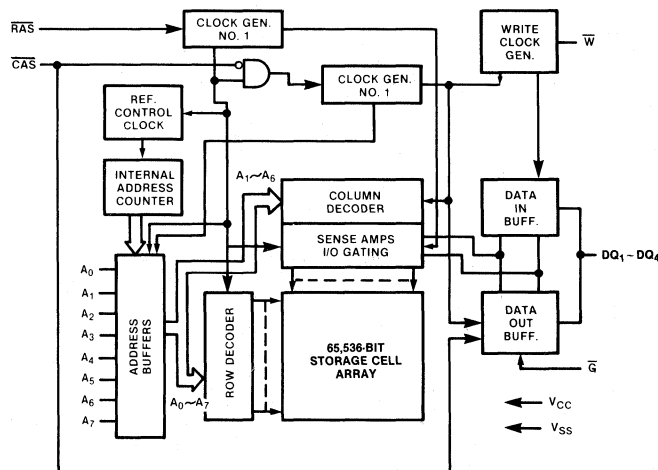 RAS
CLOCK GEN.
NO. 1
WRITE
CLOCK
GEN.
W
CAS
CLOCK GEN.
NO. 1
REF.
CONTROL
CLOCK
INTERNAL
ADDRESS
COUNTER
A1~A6
COLUMN
DECODER
SENSE AMPS
I/O GATING
DATA
IN
BUFF.
DQ1 ~ DQ4
A0
A1
A2
A3
A4
A5
A6
A7
ADDRESS
BUFFERS
A0~A7
ROW DECODER
65,536-BIT
STORAGE CELL
ARRAY
DATA
OUT
BUFF.
G
VCC
VSS